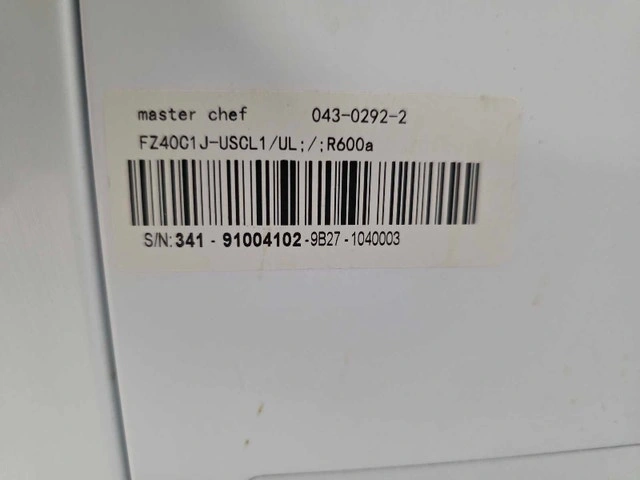 master chef 043-0292-2
FZ40C1J-USCL1/UL;/;R600a
S/N:341 - 91004102-9B27-1040003